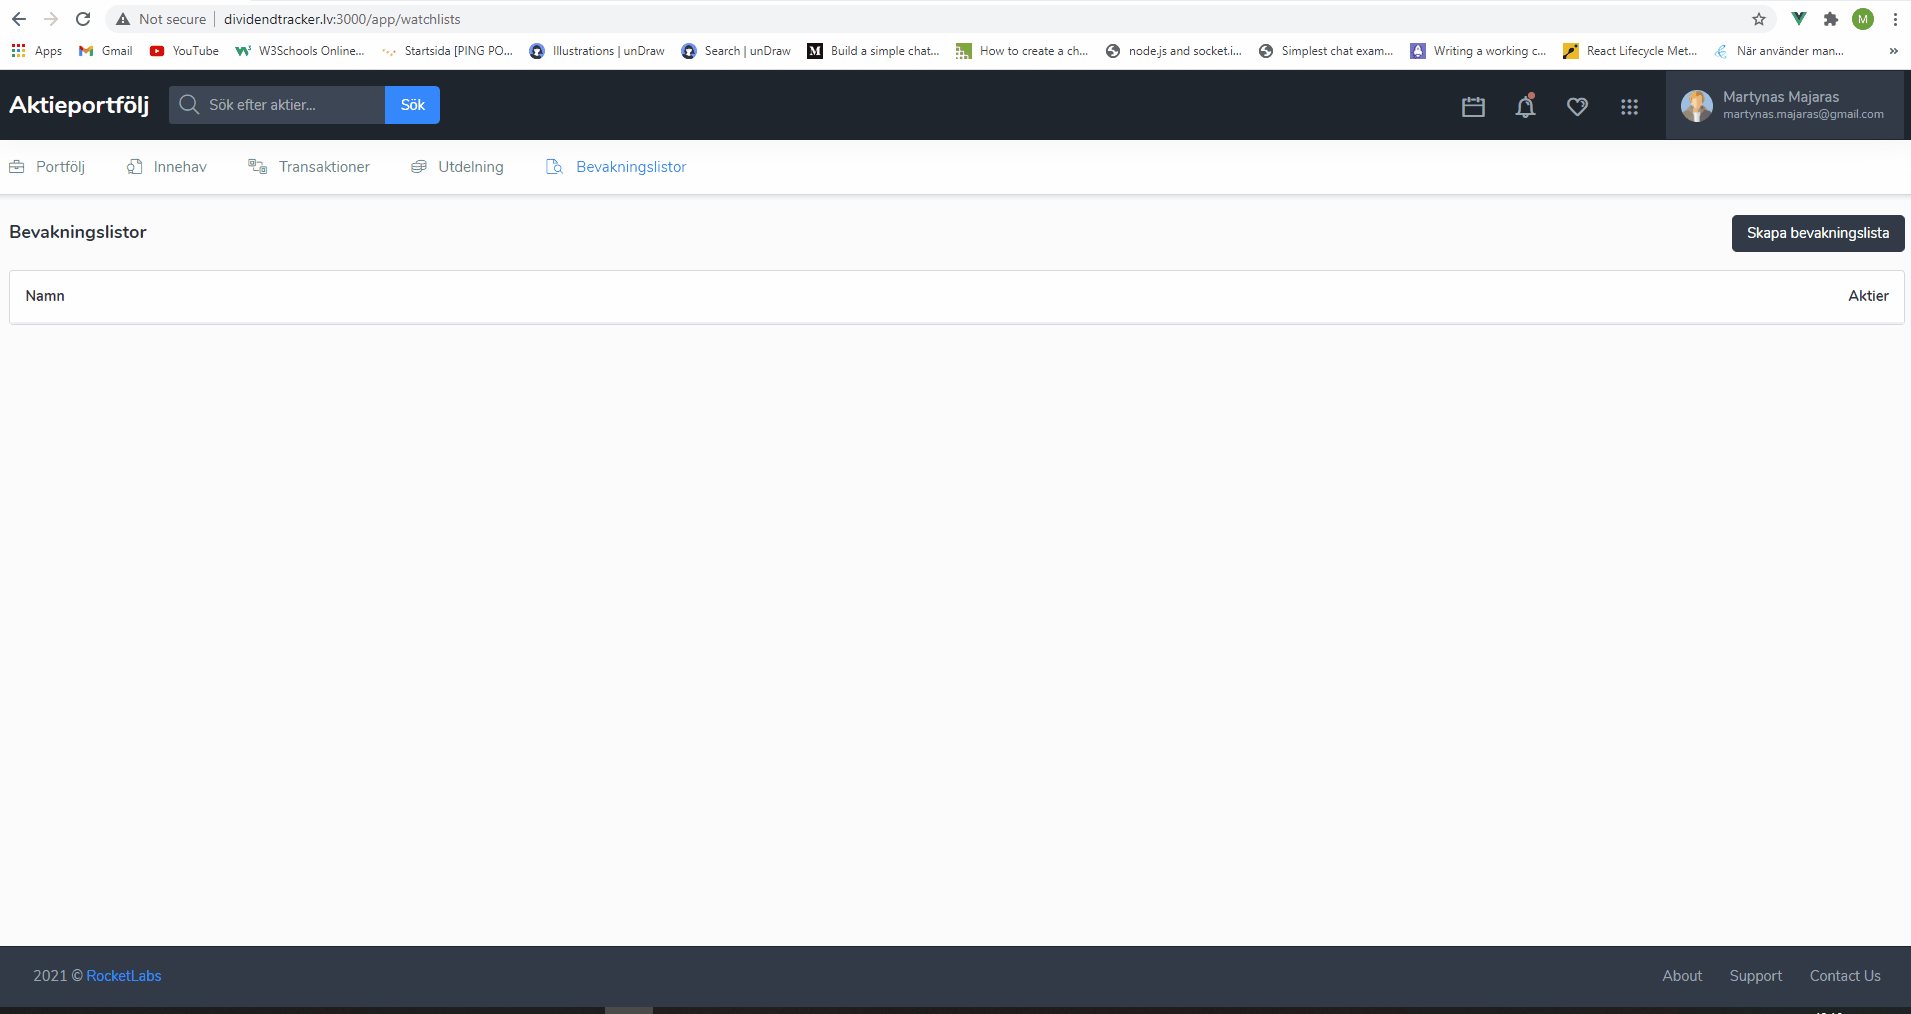 Not secure dividendtracker.lv:3000/app/watchlists M
Apps Gmail YouTube W3Schools Online... Startsida [PING PO... Illustrations | unDraw Search | unDraw M Build a simple chat... How to create a ch... node.js and socket.i... Simplest chat exam... Writing a working c... React Lifecycle Met... När använder man... »
Aktieportfölj Sök efter aktier... Sök Martynas Majaras
martynas.majaras@gmail.com
Portfölj Innehav Transaktioner Utdelning Bevakningslistor
Bevakningslistor Skapa bevakningslista
Namn Aktier
2021 © RocketLabs About Support Contact Us